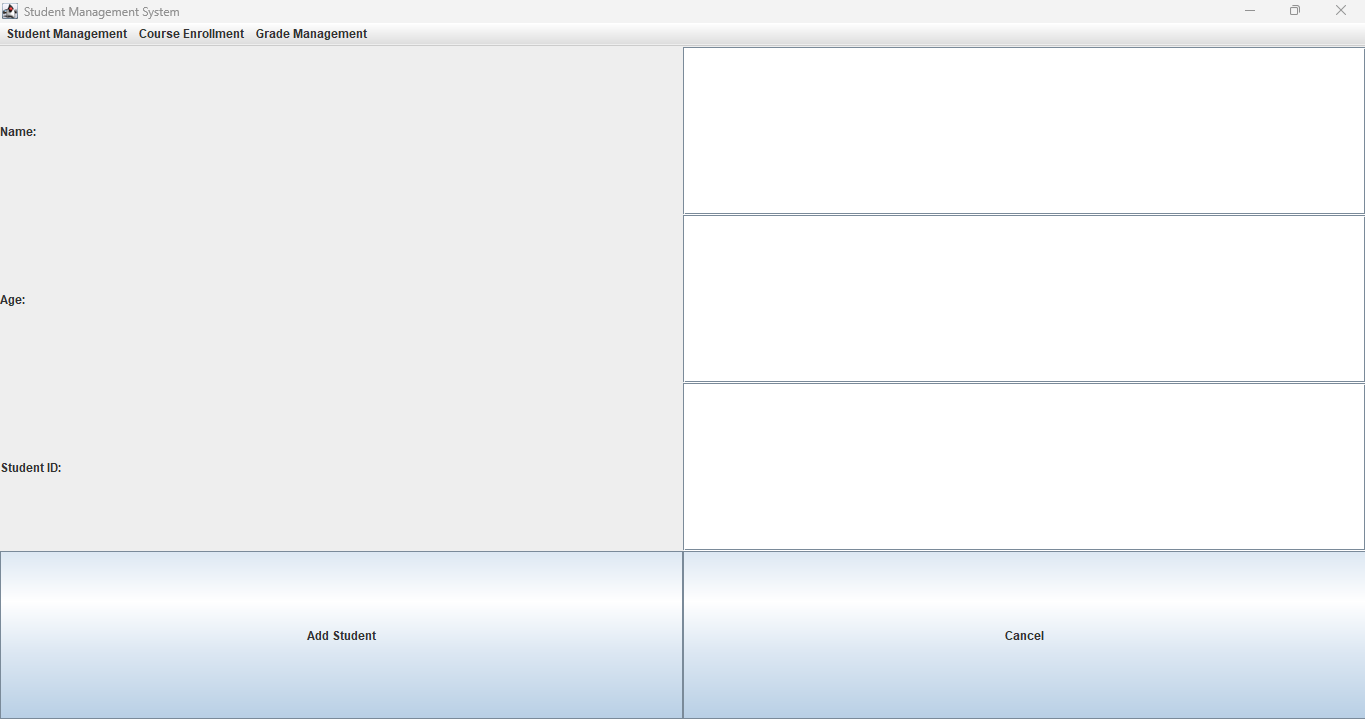 Student Management System
Student Management Course Enrollment Grade Management
Name:
Age:
Student ID:
Add Student Cancel